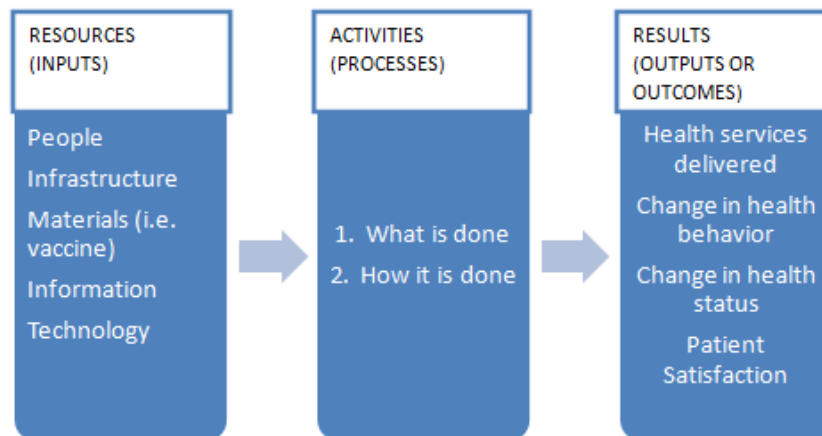 RESOURCES
(INPUTS)
People
Infrastructure
Materials (i.e.
vaccine)
Information
Technology
ACTIVITIES
(PROCESSES)
1. What is done
2. How it is done
RESULTS
(OUTPUTS OR
OUTCOMES)
Health services
delivered
Change in health
behavior
Change in health
status
Patient
Satisfaction